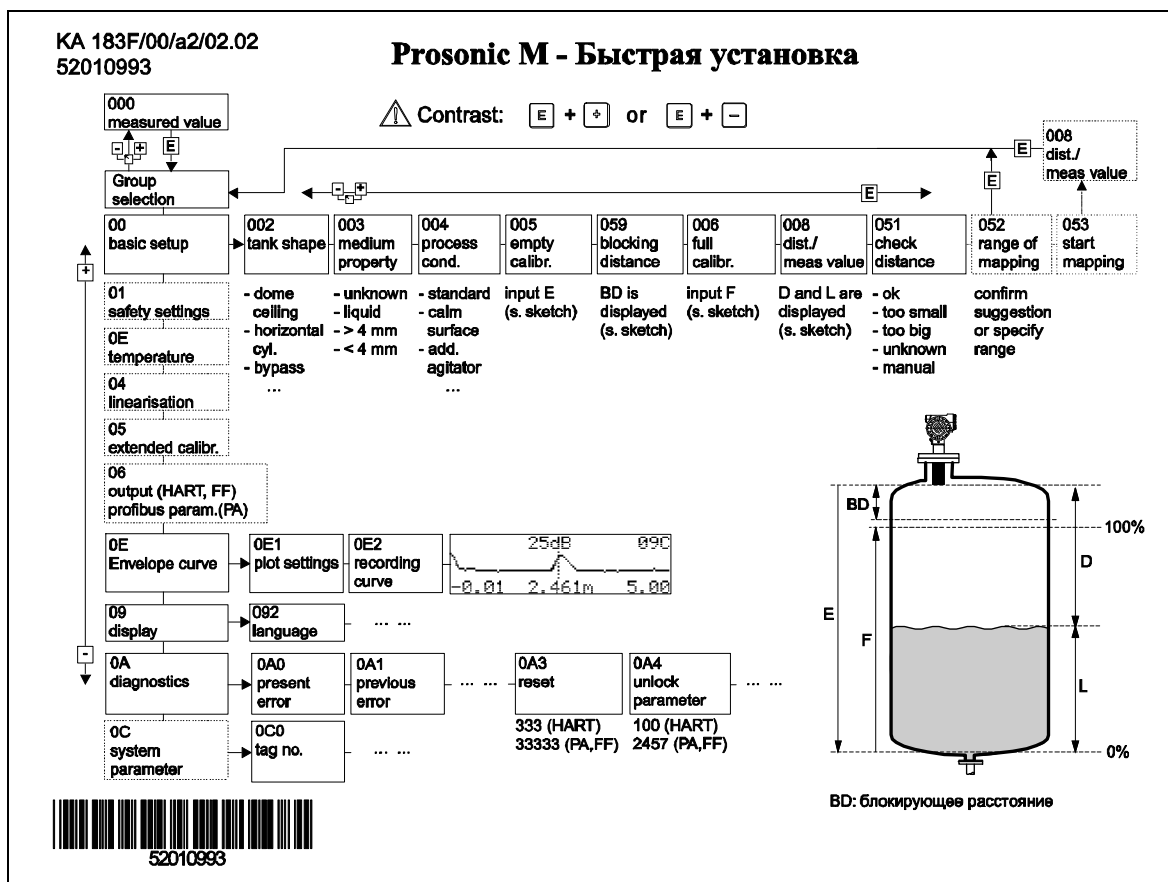 KA 183F/00/a2/02.02
52010993
Prosonic M - Быстрая установка
Contrast: E + + or E + −
000
measured value
- + E
Group
selection
- +
E
E
E
008
dist./
meas value
00
basic setup
002
tank shape
003
medium
property
004
process
cond.
005
empty
calibr.
059
blocking
distance
006
full
calibr.
008
dist./
meas value
051
check
distance
052
range of
mapping
053
start
mapping
- dome
ceiling
- horizontal
cyl.
- bypass
...
- unknown
- liquid
- > 4 mm
- < 4 mm
- standard
- calm
surface
- add.
agitator
...
input E
(s. sketch)
BD is
displayed
(s. sketch)
input F
(s. sketch)
D and L are
displayed
(s. sketch)
- ok
- too small
- too big
- unknown
- manual
confirm
suggestion
or specify
range
+
01
safety settings
0E
temperature
04
linearisation
05
extended calibr.
06
output (HART, FF)
profibus param.(PA)
0E
Envelope curve
0E1
plot settings
0E2
recording
curve
25dB 09C
-0.01 2.461m 5.00
09
display
092
language
... ...
-
0A
diagnostics
0A0
present
error
0A1
previous
error
... ...
0A3
reset
333 (HART)
33333 (PA,FF)
0A4
unlock
parameter
100 (HART)
2457 (PA,FF)
... ...
0C
system
parameter
0C0
tag no.
... ...
BD
100%
D
E
F
L
0%
BD: блокирующее расстояние
52010993